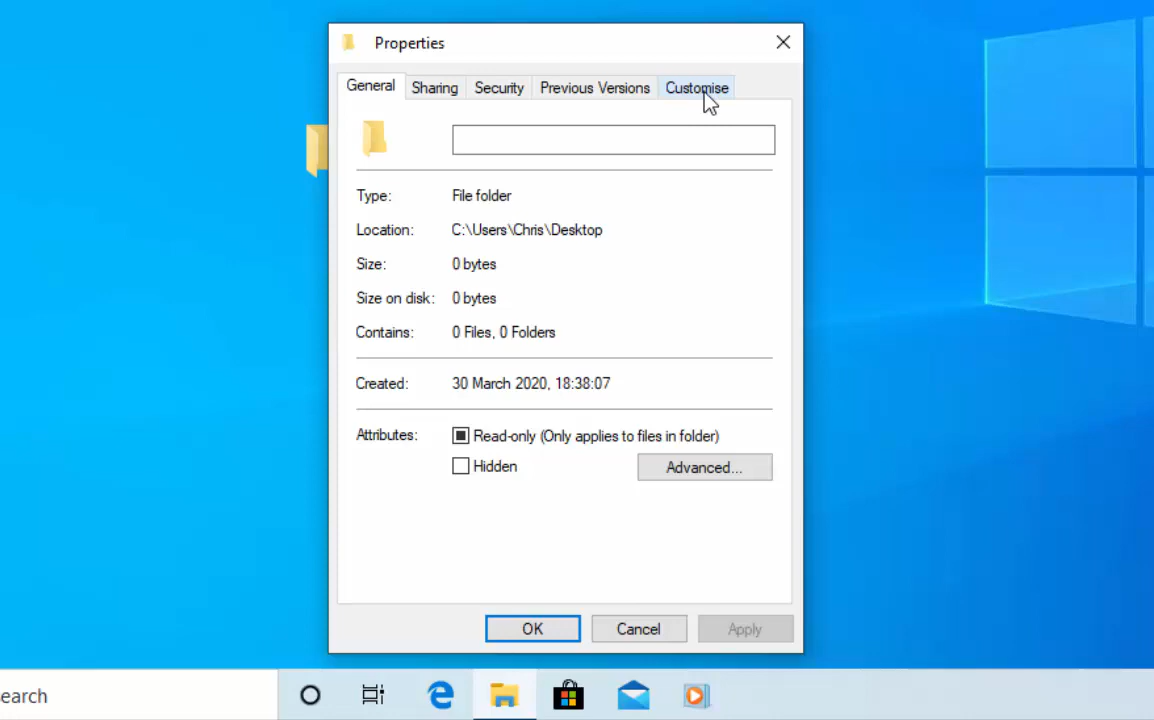 Properties
General Sharing Security Previous Versions Customise
Type: File folder
Location: C:\Users\Chris\Desktop
Size: 0 bytes
Size on disk: 0 bytes
Contains: 0 Files, 0 Folders
Created: 30 March 2020, 18:38:07
Attributes: Read-only (Only applies to files in folder)
Hidden Advanced...
OK Cancel Apply
earch